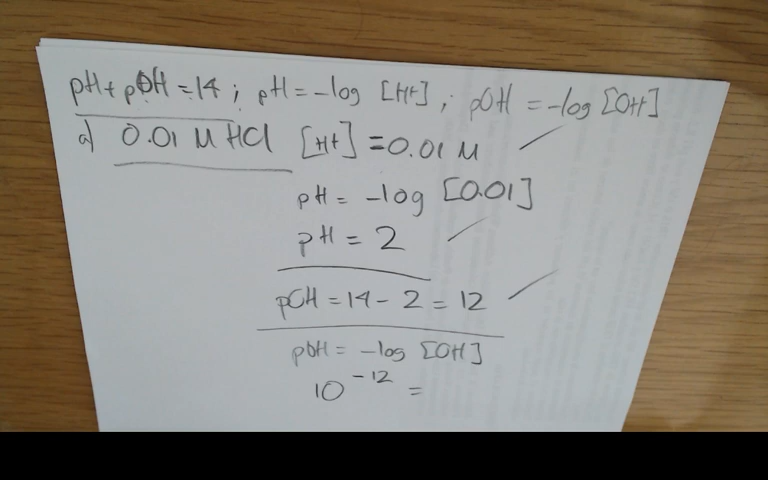 pH + pOH = 14 ; pH = -log [H+] ; pOH = -log [OH]
a) 0.01 M HCl [H+] = 0.01 M
pH = -log [0.01]
pH = 2
pOH = 14 - 2 = 12
pOH = -log [OH]
10^-12 =